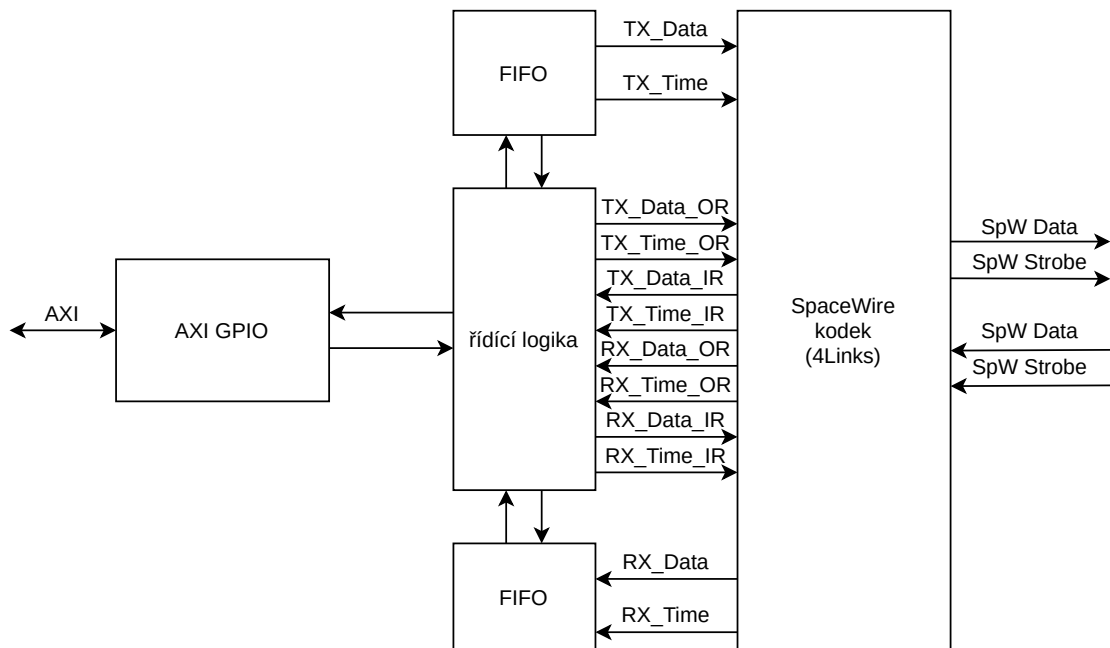 TX_Data
FIFO
TX_Time
TX_Data_OR
TX_Time_OR
TX_Data_IR
TX_Time_IR
RX_Data_OR
RX_Time_OR
RX_Data_IR
RX_Time_IR
AXI
AXI GPIO
řídící logika
SpaceWire
kodek
(4Links)
SpW Data
SpW Strobe
SpW Data
SpW Strobe
RX_Data
FIFO
RX_Time